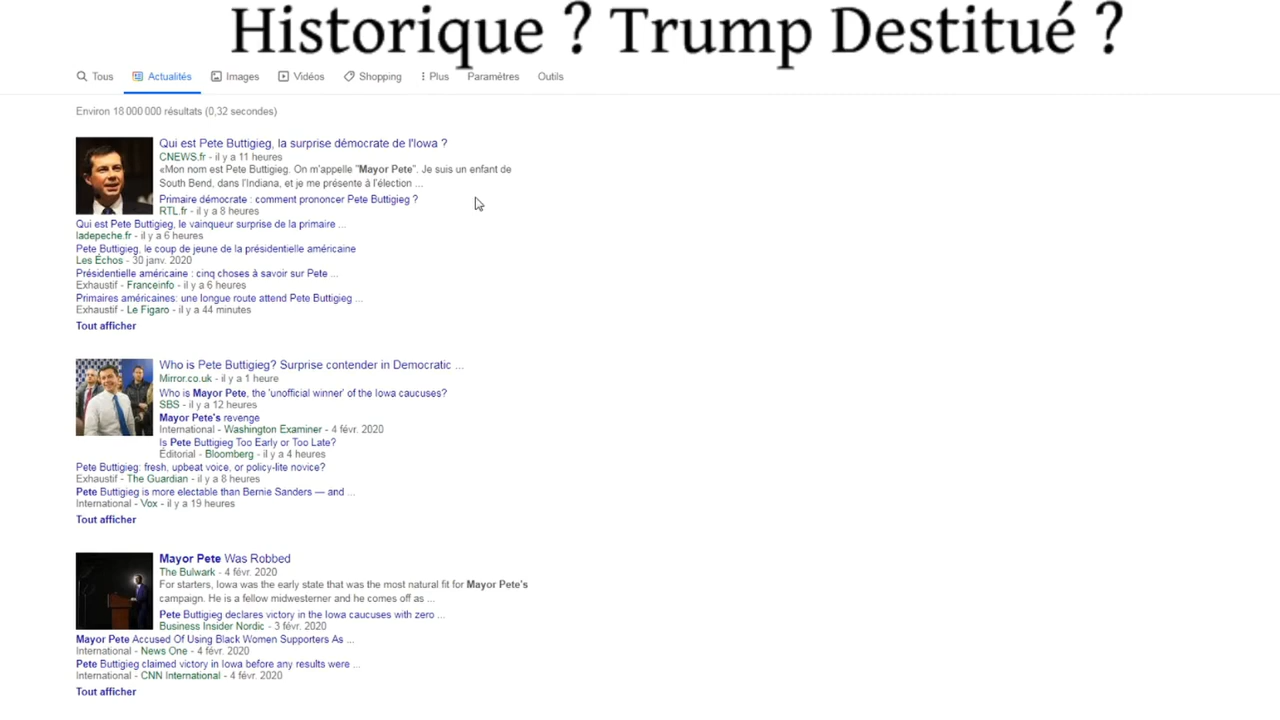 Historique ? Trump Destitué ?
Tous Actualités Images Vidéos Shopping Plus Paramètres Outils
Environ 18 000 000 résultats (0,32 secondes)
Qui est Pete Buttigieg, la surprise démocrate de l'Iowa ?
CNEWS.fr - il y a 11 heures
«Mon nom est Pete Buttigieg. On m'appelle "Mayor Pete". Je suis un enfant de
South Bend, dans l'Indiana, et je me présente à l'élection ...
Primaire démocrate : comment prononcer Pete Buttigieg ?
RTL.fr - il y a 8 heures
Qui est Pete Buttigieg, le vainqueur surprise de la primaire ...
ladepeche.fr - il y a 6 heures
Pete Buttigieg, le coup de jeune de la présidentielle américaine
Les Échos - 30 janv. 2020
Présidentielle américaine : cinq choses à savoir sur Pete ...
Exhaustif - Franceinfo - il y a 6 heures
Primaires américaines: une longue route attend Pete Buttigieg ...
Exhaustif - Le Figaro - il y a 44 minutes
Tout afficher
Who is Pete Buttigieg? Surprise contender in Democratic ...
Mirror.co.uk - il y a 1 heure
Who is Mayor Pete, the 'unofficial winner' of the Iowa caucuses?
SBS - il y a 12 heures
Mayor Pete's revenge
International - Washington Examiner - 4 févr. 2020
Is Pete Buttigieg Too Early or Too Late?
Éditorial - Bloomberg - il y a 4 heures
Pete Buttigieg: fresh, upbeat voice, or policy-lite novice?
Exhaustif - The Guardian - il y a 8 heures
Pete Buttigieg is more electable than Bernie Sanders — and ...
International - Vox - il y a 19 heures
Tout afficher
Mayor Pete Was Robbed
The Bulwark - 4 févr. 2020
For starters, Iowa was the early state that was the most natural fit for Mayor Pete's
campaign. He is a fellow midwesterner and he comes off as ...
Pete Buttigieg declares victory in the Iowa caucuses with zero ...
Business Insider Nordic - 3 févr. 2020
Mayor Pete Accused Of Using Black Women Supporters As ...
International - News One - 4 févr. 2020
Pete Buttigieg claimed victory in Iowa before any results were ...
International - CNN International - 4 févr. 2020
Tout afficher